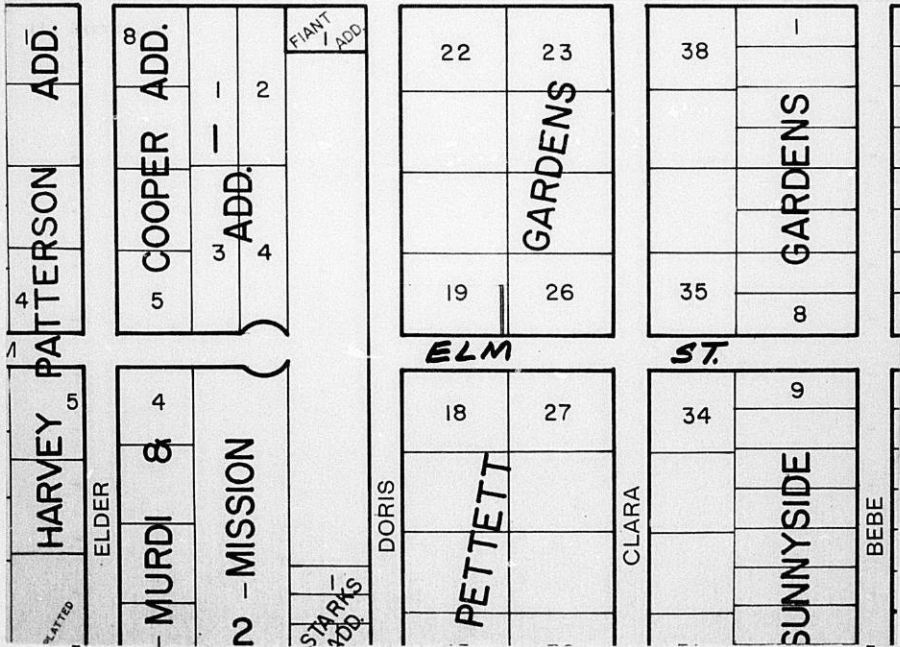 HARVEY PATTERSON ADD.
4
5
ELDER
8
5
4
MURDI & COOPER ADD.
1
2
3
4
2 - MISSION - 1 ADD.
FIANT ADD.
1
1
STARKS ADD.
DORIS
22
23
19
26
ELM ST.
18
27
PETTETT GARDENS
CLARA
38
35
34
1
8
9
SUNNYSIDE GARDENS
BEBE